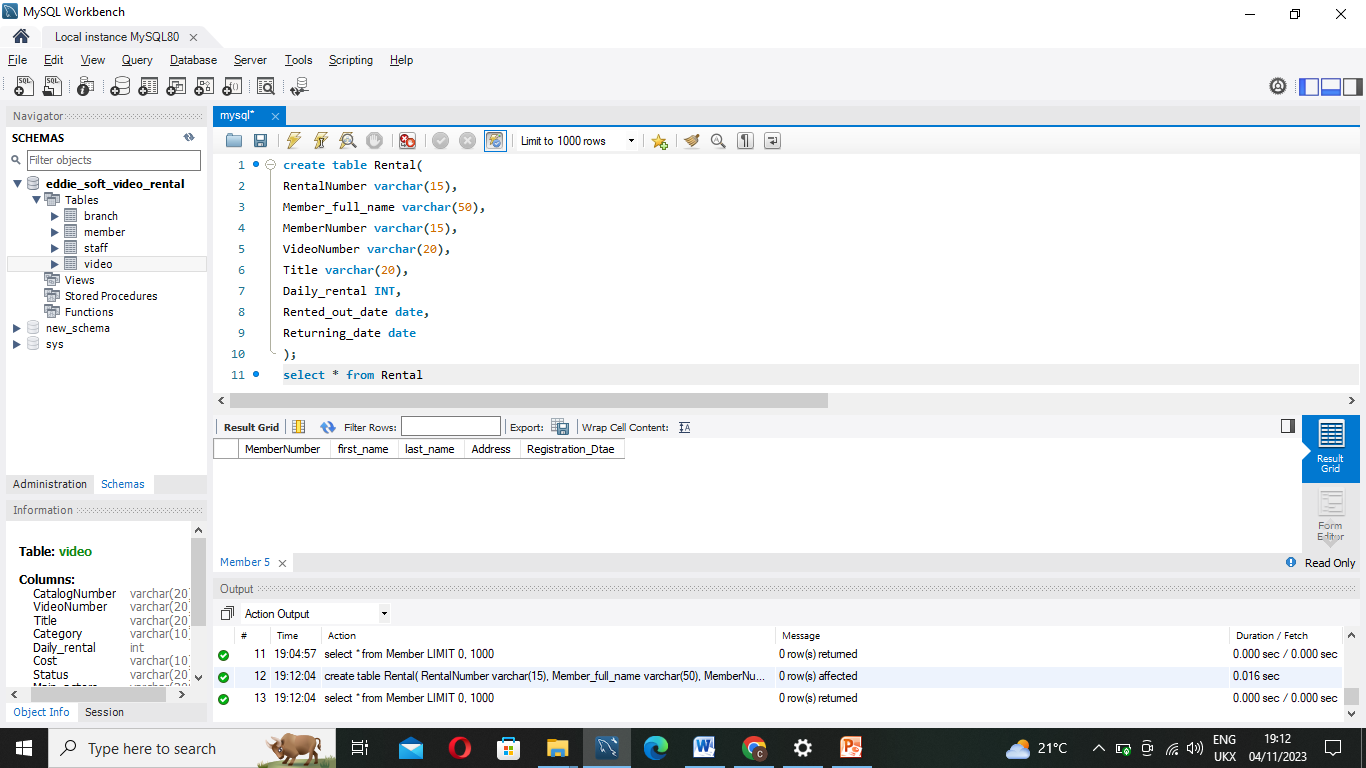 MySQL Workbench
Local instance MySQL80
File Edit View Query Database Server Tools Scripting Help
Navigator
SCHEMAS
Filter objects
eddie_soft_video_rental
Tables
branch
member
staff
video
Views
Stored Procedures
Functions
new_schema
sys
Administration Schemas
Information
Table: video
Columns:
CatalogNumber varchar(20)
VideoNumber varchar(20)
Title varchar(20)
Category varchar(10)
Daily_rental int
Cost varchar(10)
Status varchar(20)
Object Info Session
mysql*
Limit to 1000 rows
1 create table Rental(
2 RentalNumber varchar(15),
3 Member_full_name varchar(50),
4 MemberNumber varchar(15),
5 VideoNumber varchar(20),
6 Title varchar(20),
7 Daily_rental INT,
8 Rented_out_date date,
9 Returning_date date
10 );
11 select * from Rental
Result Grid Filter Rows: Export: Wrap Cell Content:
MemberNumber first_name last_name Address Registration_Dtae
Result Grid
Form Editor
Member 5
Read Only
Output
Action Output
# Time Action Message Duration / Fetch
11 19:04:57 select * from Member LIMIT 0, 1000 0 row(s) returned 0.000 sec / 0.000 sec
12 19:12:04 create table Rental( RentalNumber varchar(15), Member_full_name varchar(50), MemberNu... 0 row(s) affected 0.016 sec
13 19:12:04 select * from Member LIMIT 0, 1000 0 row(s) returned 0.000 sec / 0.000 sec
Type here to search
21°C
ENG
UKX
19:12
04/11/2023